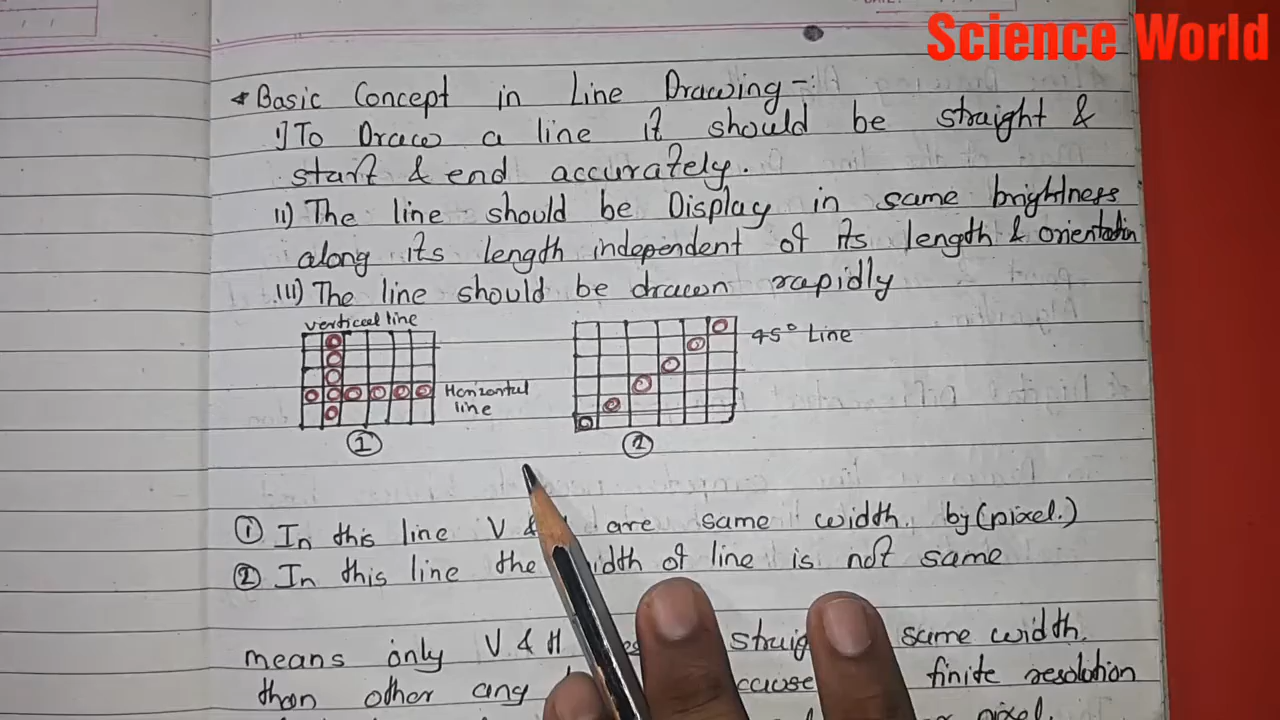 Science World
* Basic Concept in Line Drawing -:
i) To Draw a line it should be straight &
start & end accurately.
ii) The line should be Display in same brightness
along its length independent of its length & orientation
iii) The line should be drawn rapidly
vertical line
45° Line
Horizontal
line
1
2
① In this line V & are same width. by (pixel.)
② In this line the width of line is not same
means only V & H straig same width.
than other ang finite resolution
pixel.